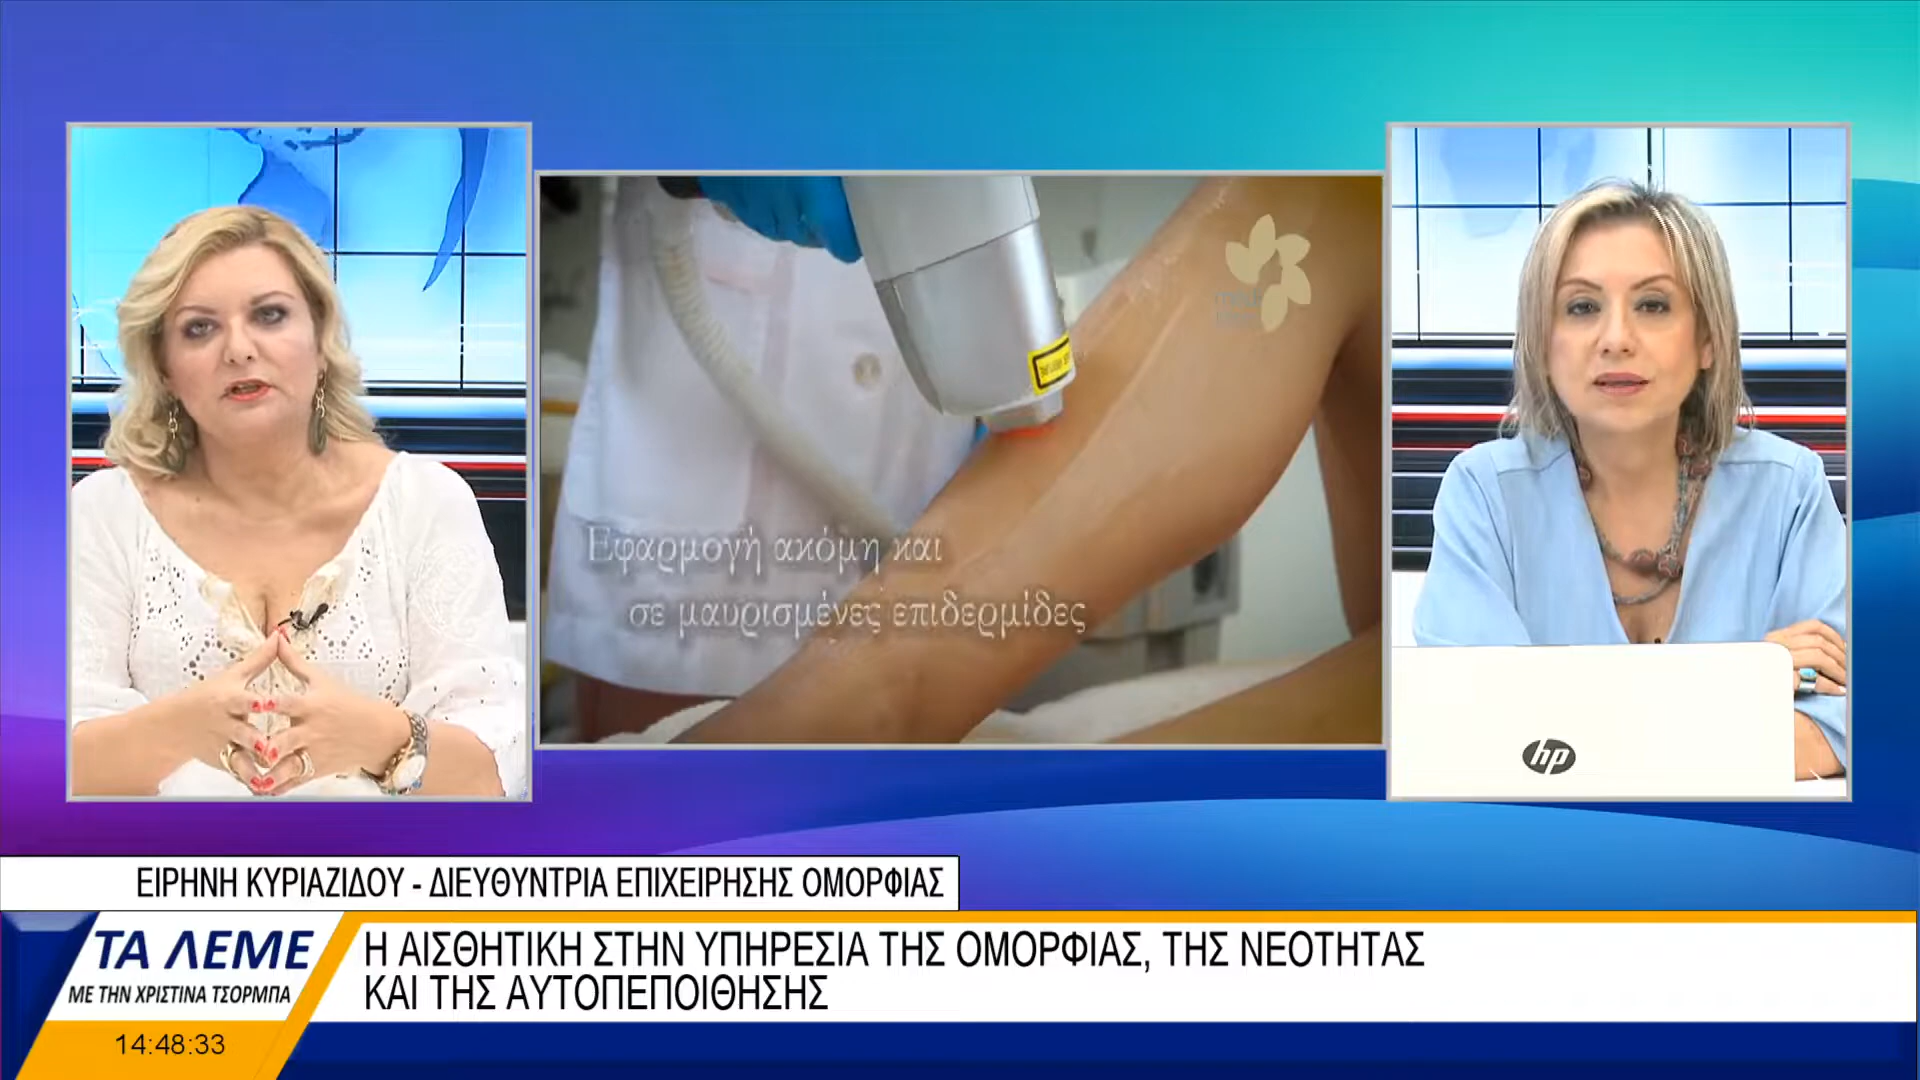 Εφαρμογή ακόμη και
σε μαυρισμένες επιδερμίδες
hp
ΕΙΡΗΝΗ ΚΥΡΙΑΖΙΔΟΥ - ΔΙΕΥΘΥΝΤΡΙΑ ΕΠΙΧΕΙΡΗΣΗΣ ΟΜΟΡΦΙΑΣ
ΤΑ ΛΕΜΕ
ΜΕ ΤΗΝ ΧΡΙΣΤΙΝΑ ΤΣΟΡΜΠΑ
Η ΑΙΣΘΗΤΙΚΗ ΣΤΗΝ ΥΠΗΡΕΣΙΑ ΤΗΣ ΟΜΟΡΦΙΑΣ, ΤΗΣ ΝΕΟΤΗΤΑΣ
ΚΑΙ ΤΗΣ ΑΥΤΟΠΕΠΟΙΘΗΣΗΣ
14:48:33